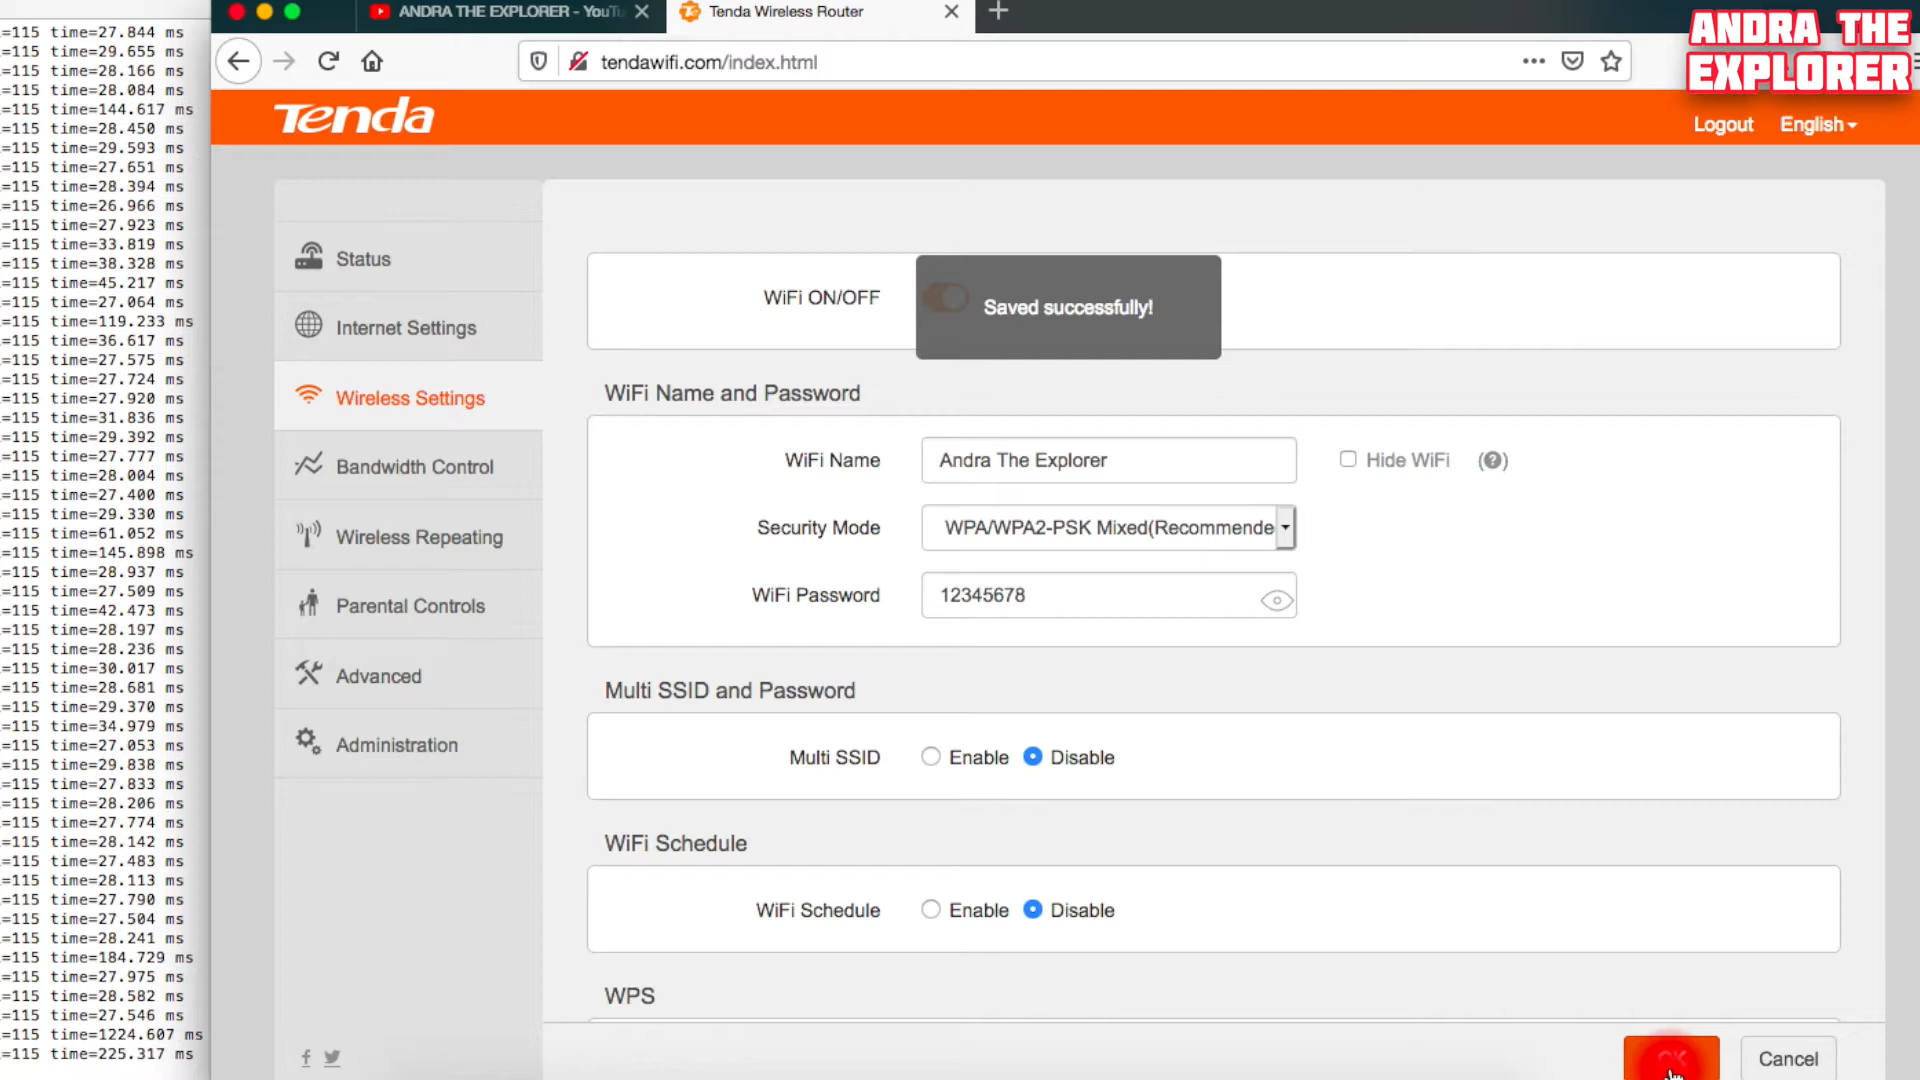 =115 time=27.844 ms
=115 time=29.655 ms
=115 time=28.166 ms
=115 time=28.084 ms
=115 time=144.617 ms
=115 time=28.450 ms
=115 time=29.593 ms
=115 time=27.651 ms
=115 time=28.394 ms
=115 time=26.966 ms
=115 time=27.923 ms
=115 time=33.819 ms
=115 time=38.328 ms
=115 time=45.217 ms
=115 time=27.064 ms
=115 time=119.233 ms
=115 time=36.617 ms
=115 time=27.575 ms
=115 time=27.724 ms
=115 time=27.920 ms
=115 time=31.836 ms
=115 time=29.392 ms
=115 time=27.777 ms
=115 time=28.004 ms
=115 time=27.400 ms
=115 time=29.330 ms
=115 time=61.052 ms
=115 time=145.898 ms
=115 time=28.937 ms
=115 time=27.509 ms
=115 time=42.473 ms
=115 time=28.197 ms
=115 time=28.236 ms
=115 time=30.017 ms
=115 time=28.681 ms
=115 time=29.370 ms
=115 time=34.979 ms
=115 time=27.053 ms
=115 time=29.838 ms
=115 time=27.833 ms
=115 time=28.206 ms
=115 time=27.774 ms
=115 time=28.142 ms
=115 time=27.483 ms
=115 time=28.113 ms
=115 time=27.790 ms
=115 time=27.504 ms
=115 time=28.241 ms
=115 time=184.729 ms
=115 time=27.975 ms
=115 time=28.582 ms
=115 time=27.546 ms
=115 time=1224.607 ms
=115 time=225.317 ms
ANDRA THE EXPLORER - YouTu
Tenda Wireless Router
ANDRA THE
EXPLORER
tendawifi.com/index.html
Tenda
Logout English
Status
Internet Settings
Wireless Settings
Bandwidth Control
Wireless Repeating
Parental Controls
Advanced
Administration
WiFi ON/OFF
Saved successfully!
WiFi Name and Password
WiFi Name Andra The Explorer Hide WiFi (?)
Security Mode WPA/WPA2-PSK Mixed(Recommende
WiFi Password 12345678
Multi SSID and Password
Multi SSID Enable Disable
WiFi Schedule
WiFi Schedule Enable Disable
WPS
OK Cancel